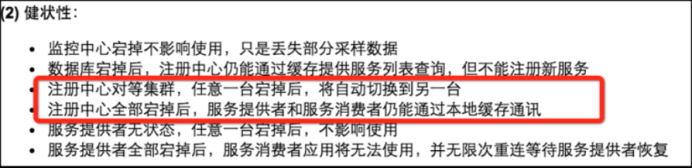 (2) 健状性：
• 监控中心宕掉不影响使用，只是丢失部分采样数据
• 数据库宕掉后，注册中心仍能通过缓存提供服务列表查询，但不能注册新服务
• 注册中心对等集群，任意一台宕掉后，将自动切换到另一台
• 注册中心全部宕掉后，服务提供者和服务消费者仍能通过本地缓存通讯
• 服务提供者无状态，任意一台宕掉后，不影响使用
• 服务提供者全部宕掉后，服务消费者应用将无法使用，并无限次重连等待服务提供者恢复